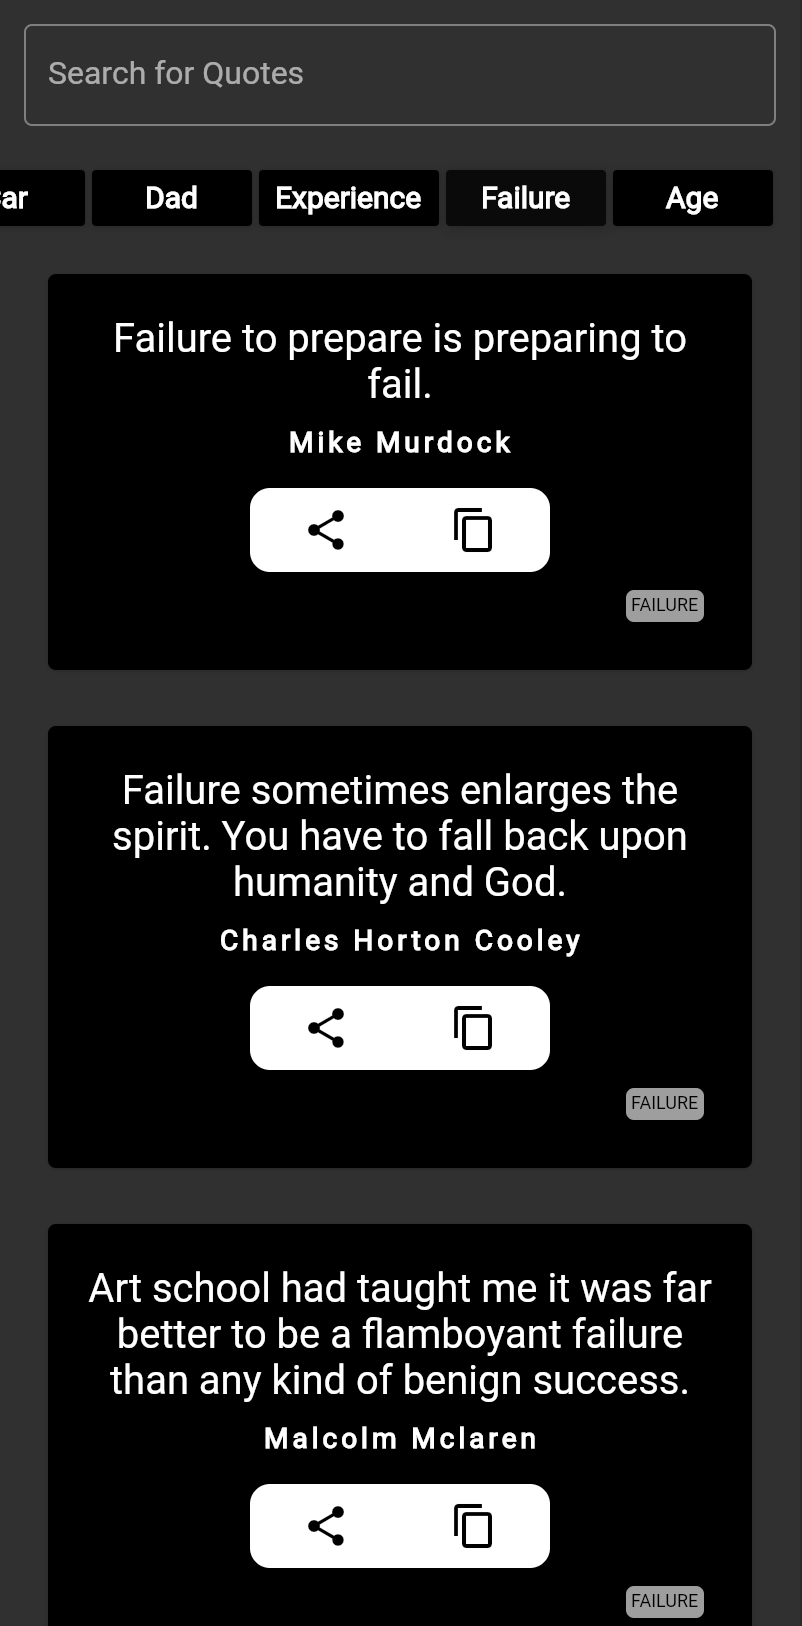 Search for Quotes
ar Dad Experience Failure Age
Failure to prepare is preparing to
fail.
Mike Murdock
FAILURE
Failure sometimes enlarges the
spirit. You have to fall back upon
humanity and God.
Charles Horton Cooley
FAILURE
Art school had taught me it was far
better to be a flamboyant failure
than any kind of benign success.
Malcolm Mclaren
FAILURE